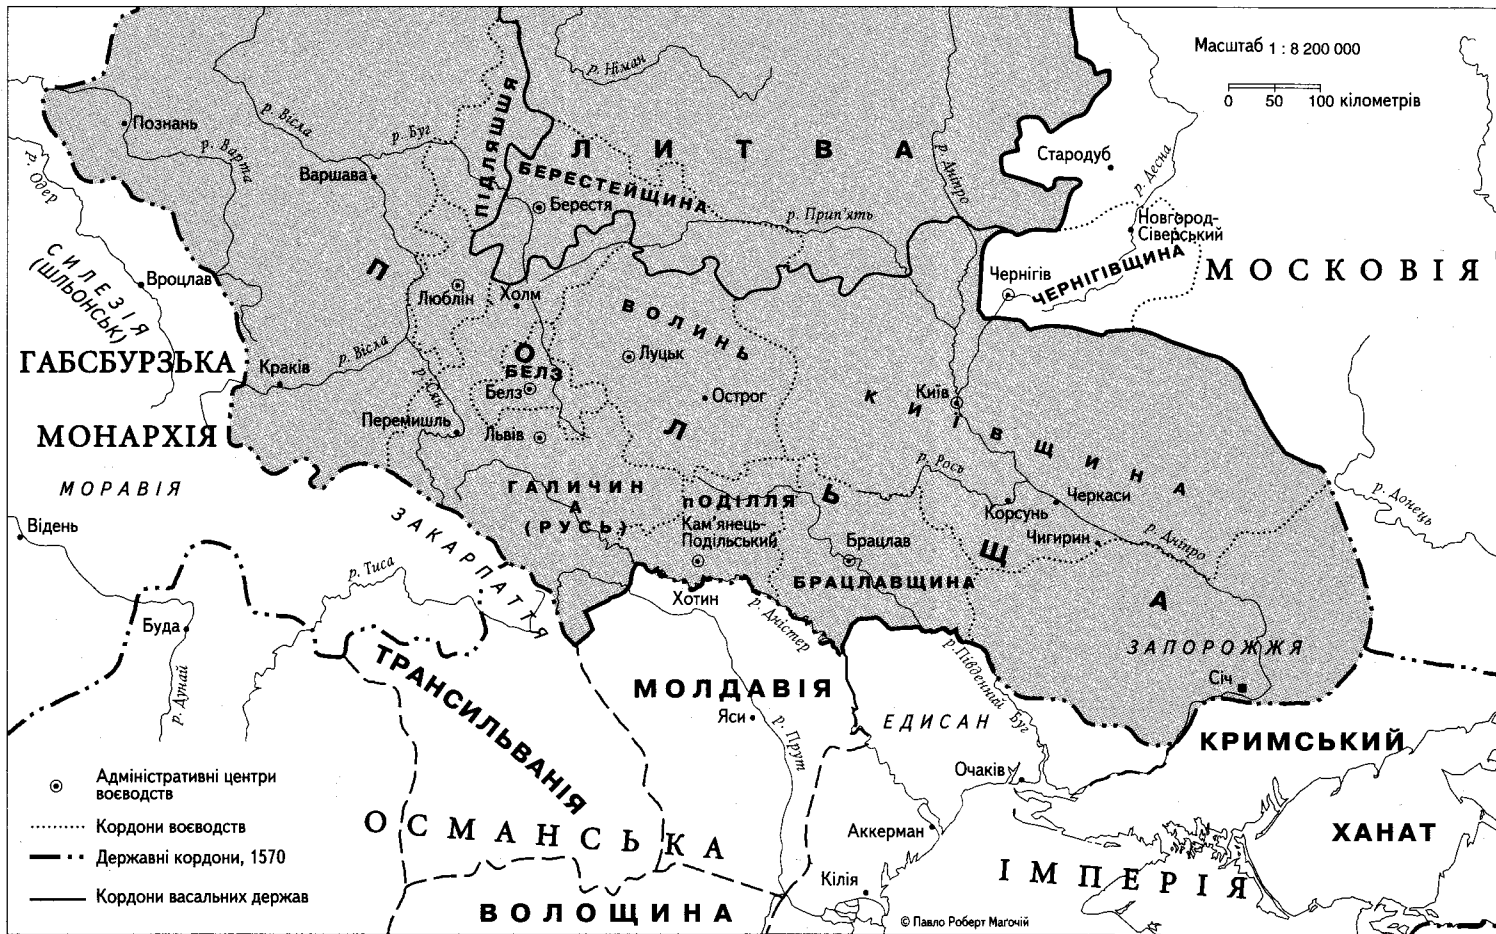 Масштаб 1 : 8 200 000
0 50 100 кілометрів
р. Німан
ПІДЛЯШШЯ
Познань
р. Вісла
р. Буг
ЛИТВА
р. Дніпро
Стародуб
р. Десна
р. Варта
Варшава
БЕРЕСТЕЙЩИНА
Берестя
р. Одер
р. Прип'ять
Новгород-
Сіверський
СИЛЕЗІЯ
(ШЛЬОНСЬК)
Вроцлав
ПОЛЬЩА
Люблін
Холм
ВОЛИНЬ
Чернігів
ЧЕРНІГІВЩИНА
МОСКОВІЯ
ГАБСБУРЗЬКА
МОНАРХІЯ
Краків
р. Вісла
р. Сян
БЕЛЗ
Белз
Луцьк
Острог
КИЇВЩИНА
Київ
Перемишль
Львів
МОРАВІЯ
р. Рось
Черкаси
Корсунь
Чигирин
р. Дніпро
р. Донець
ГАЛИЧИН
А
(РУСЬ)
пОДІЛЛЯ
Кам'янець-
Подільський
Брацлав
БРАЦЛАВЩИНА
Відень
ЗАКАРПАТТЯ
р. Тиса
Хотин
р. Дністер
Буда
р. Дунай
ЗАПОРОЖЖЯ
Січ
ТРАНСИЛЬВАНІЯ
МОЛДАВІЯ
Яси
р. Прут
ЕДИСАН
р. Південний Буг
КРИМСЬКИЙ
ХАНАТ
Очаків
Аккерман
Кілія
ОСМАНСЬКА
ІМПЕРІЯ
ВОЛОЩИНА
Адміністративні центри
воєводств
Кордони воєводств
Державні кордони, 1570
Кордони васальних держав
© Павло Роберт Маґочій